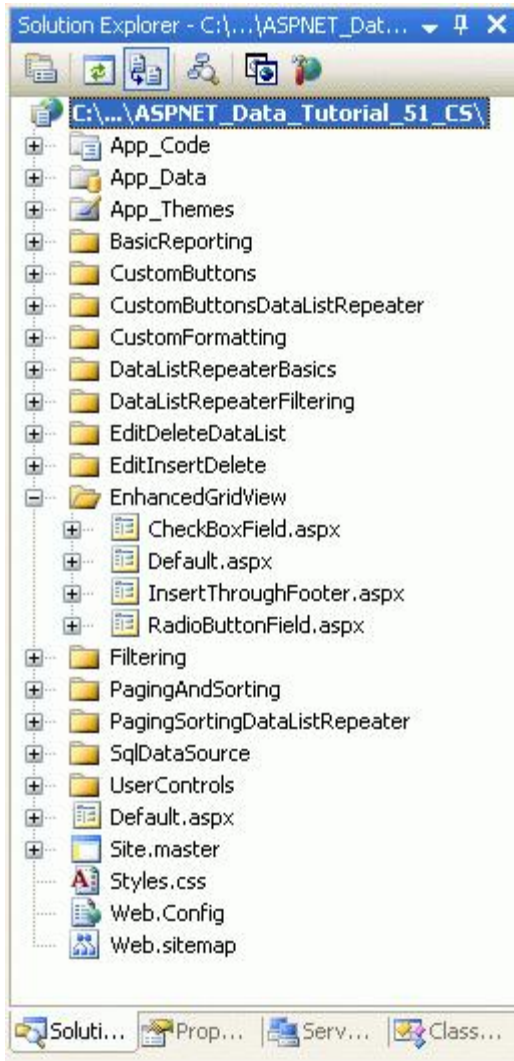 Solution Explorer - C:\...\ASPNET_Dat...
C:\...\ASPNET_Data_Tutorial_51_CS\
App_Code
App_Data
App_Themes
BasicReporting
CustomButtons
CustomButtonsDataListRepeater
CustomFormatting
DataListRepeaterBasics
DataListRepeaterFiltering
EditDeleteDataList
EditInsertDelete
EnhancedGridView
CheckBoxField.aspx
Default.aspx
InsertThroughFooter.aspx
RadioButtonField.aspx
Filtering
PagingAndSorting
PagingSortingDataListRepeater
SqlDataSource
UserControls
Default.aspx
Site.master
Styles.css
Web.Config
Web.sitemap
Soluti... Prop... Serv... Class...